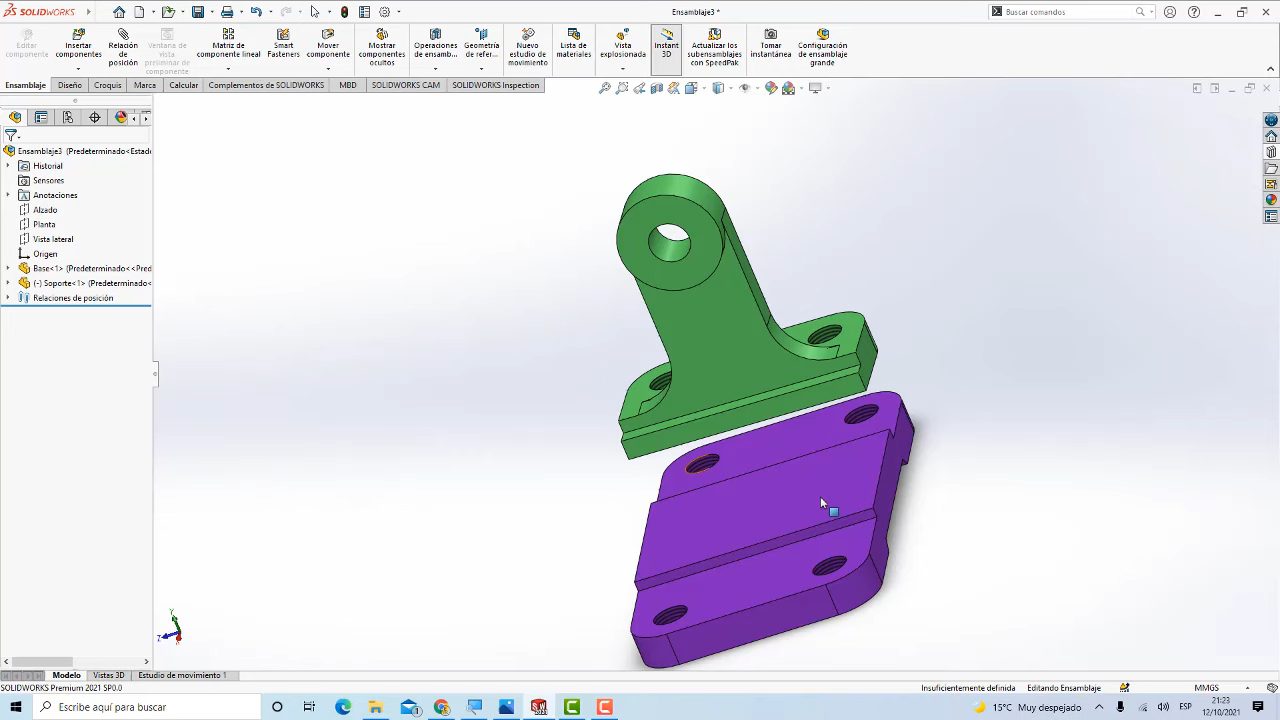 SOLIDWORKS
Ensamblaje3 *
Buscar comandos
Editar componente
Insertar componentes
Relación de posición
Ventana de vista preliminar de componente
Matriz de componente lineal
Smart Fasteners
Mover componente
Mostrar componentes ocultos
Operaciones de ensamb...
Geometría de refer...
Nuevo estudio de movimiento
Lista de materiales
Vista explosionada
Instant 3D
Actualizar los subensamblajes con SpeedPak
Tomar instantánea
Configuración de ensamblaje grande
Ensamblaje
Diseño
Croquis
Marca
Calcular
Complementos de SOLIDWORKS
MBD
SOLIDWORKS CAM
SOLIDWORKS Inspection
Ensamblaje3 (Predeterminado<Estado
Historial
Sensores
Anotaciones
Alzado
Planta
Vista lateral
Origen
Base<1> (Predeterminado<<Pred
(-) Soporte<1> (Predeterminado<
Relaciones de posición
Y
Z
X
Modelo
Vistas 3D
Estudio de movimiento 1
SOLIDWORKS Premium 2021 SP0.0
Insuficientemente definida
Editando Ensamblaje
MMGS
Escribe aquí para buscar
15°C Muy despejado
ESP
21:23
12/10/2021